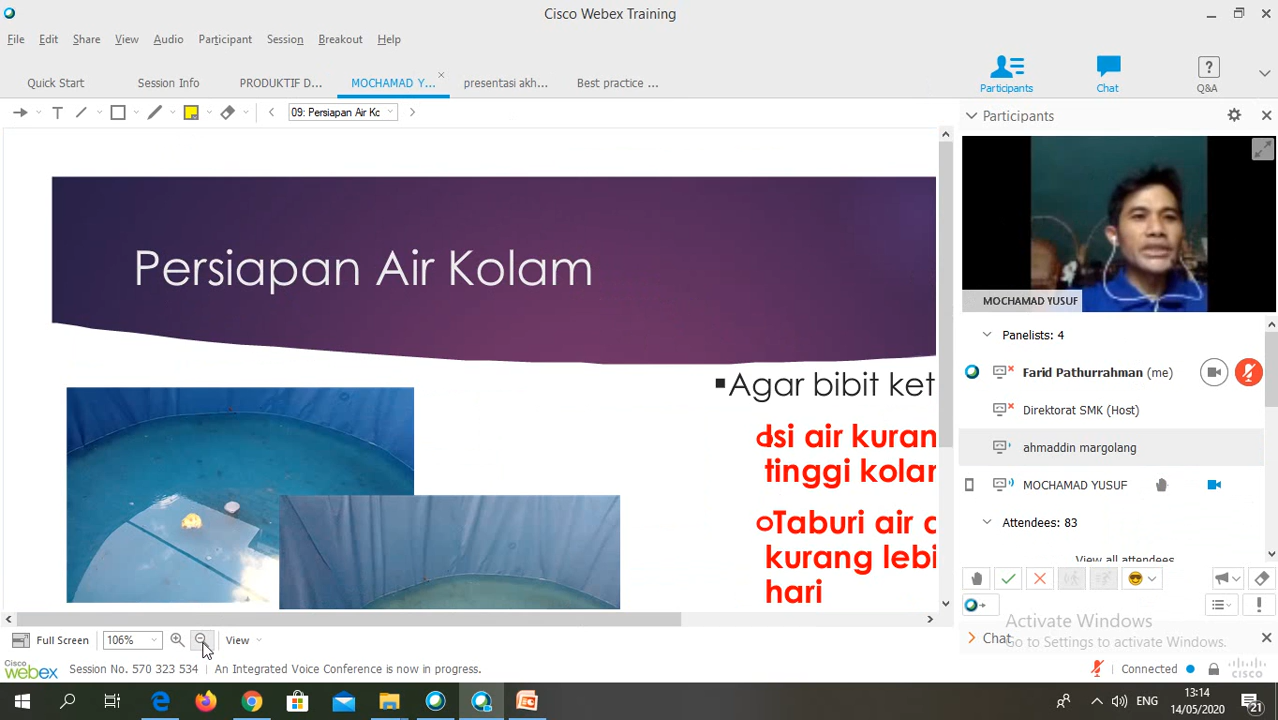 Cisco Webex Training
File Edit Share View Audio Participant Session Breakout Help
Quick Start Session Info PRODUKTIF D... MOCHAMAD Y... presentasi akh... Best practice ...
Participants Chat Q&A
T 09: Persiapan Air Kc
Participants
Persiapan Air Kolam
MOCHAMAD YUSUF
Panelists: 4
Farid Pathurrahman (me)
Direktorat SMK (Host)
ahmaddin margolang
MOCHAMAD YUSUF
Attendees: 83
View all attendees
Agar bibit ket
Isi air kuran
tinggi kolar
Taburi air d
kurang lebi
hari
Activate Windows
Go to Settings to activate Windows.
Chat
Full Screen 106% View
Cisco webex Session No. 570 323 534 An Integrated Voice Conference is now in progress. Connected cisco
ENG 13:14
14/05/2020 21